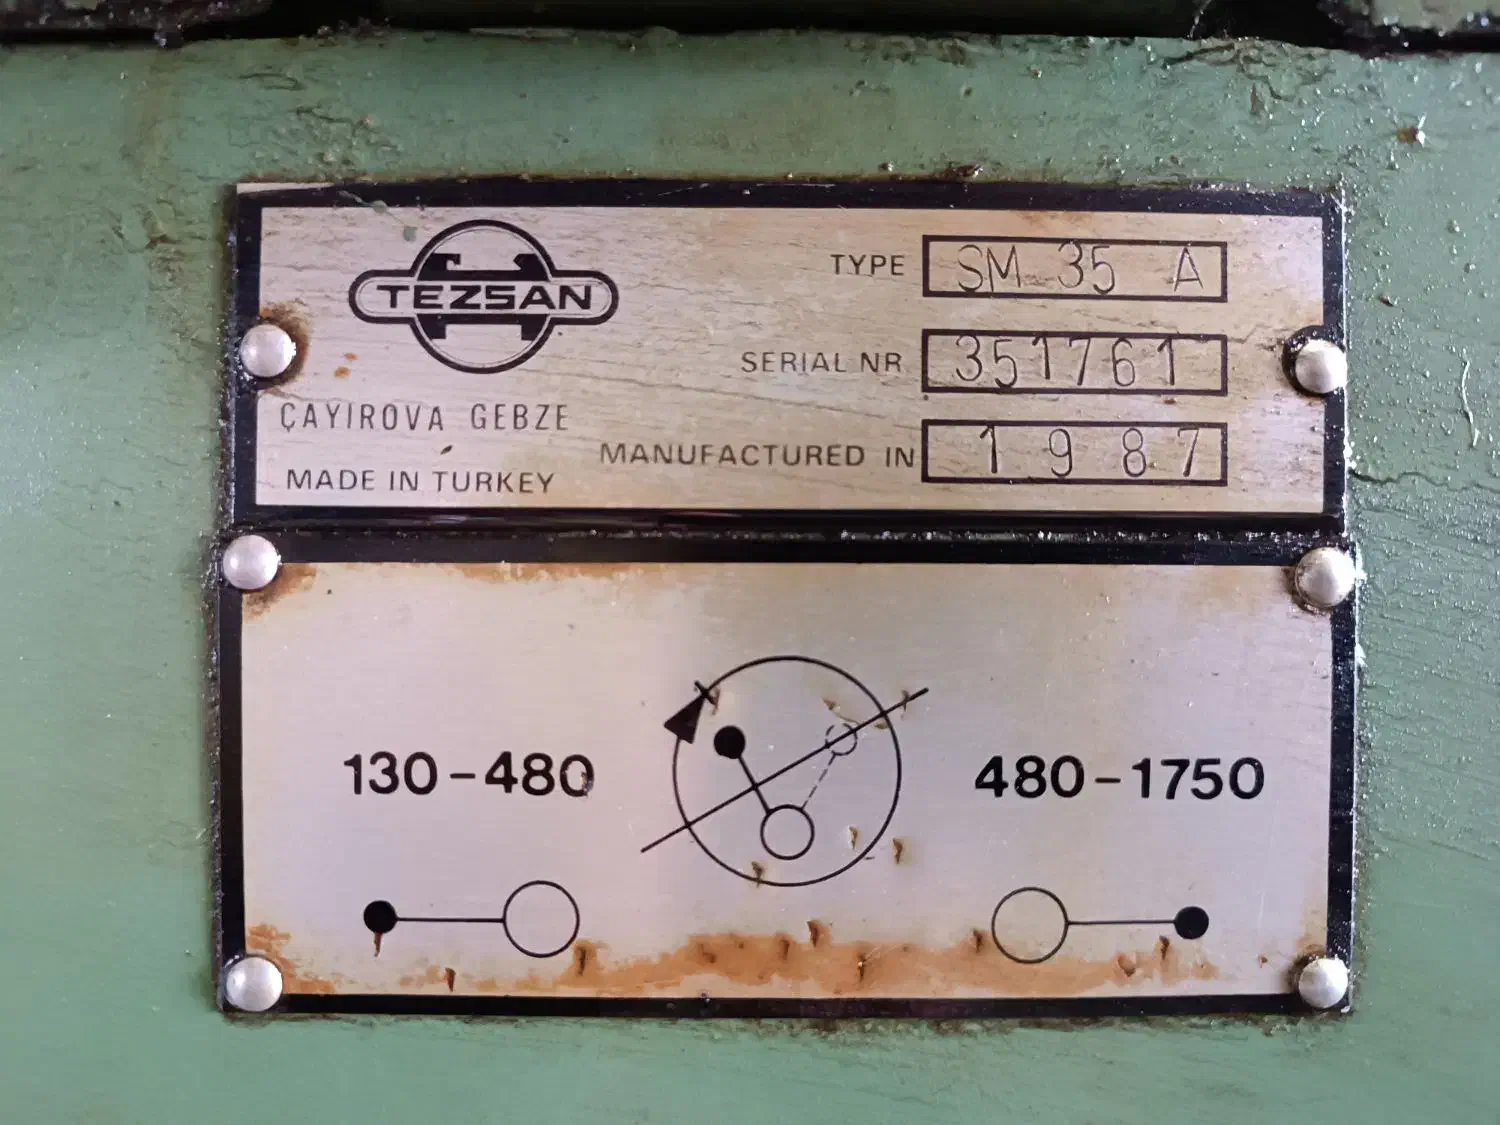 TEZSAN
ÇAYIROVA GEBZE
MADE IN TURKEY
TYPE SM 35 A
SERIAL NR 351761
MANUFACTURED IN 1987
130-480
480-1750